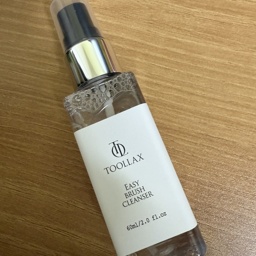 TOOLLAX
EASY
BRUSH
CLEANSER
60ml/2.0 fl.oz